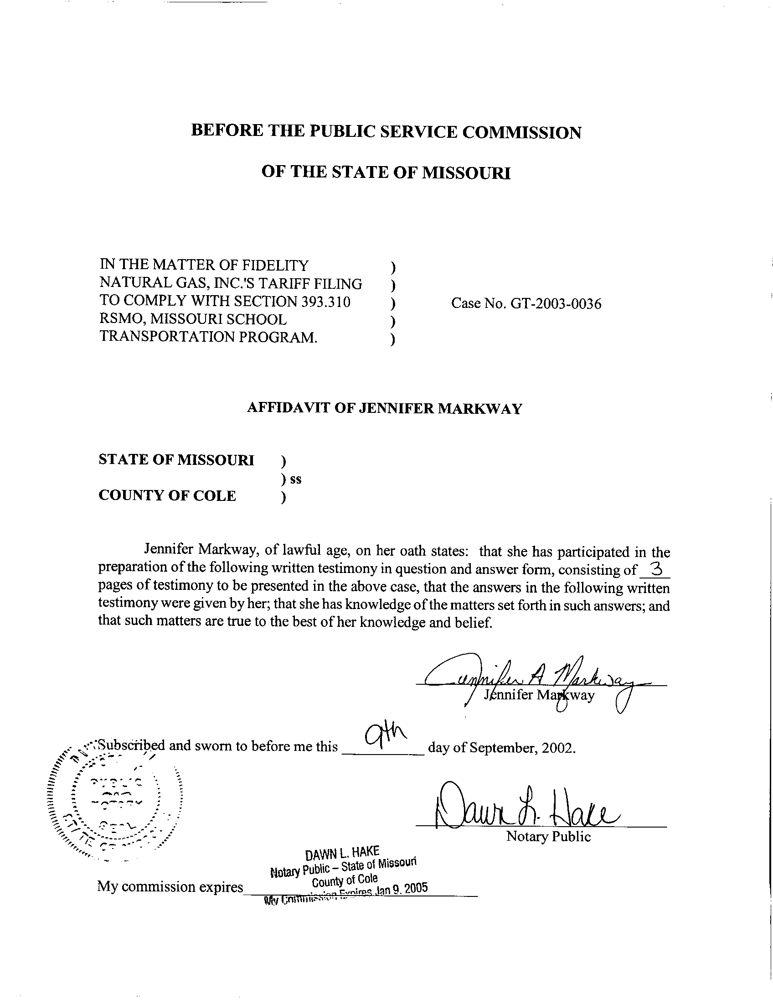 BEFORE THE PUBLIC SERVICE COMMISSION
OF THE STATE OF MISSOURI
IN THE MATTER OF FIDELITY )
NATURAL GAS, INC.'S TARIFF FILING )
TO COMPLY WITH SECTION 393.310 ) Case No. GT-2003-0036
RSMO, MISSOURI SCHOOL )
TRANSPORTATION PROGRAM. )
AFFIDAVIT OF JENNIFER MARKWAY
STATE OF MISSOURI )
) ss
COUNTY OF COLE )
Jennifer Markway, of lawful age, on her oath states: that she has participated in the
preparation of the following written testimony in question and answer form, consisting of 3
pages of testimony to be presented in the above case, that the answers in the following written
testimony were given by her; that she has knowledge of the matters set forth in such answers; and
that such matters are true to the best of her knowledge and belief.
Jennifer A Markway
Jennifer Markway
Subscribed and sworn to before me this 9th day of September, 2002.
Dawn L. Hake
Notary Public
DAWN L. HAKE
Notary Public – State of Missouri
County of Cole
My Commission Expires Jan 9, 2005
My commission expires